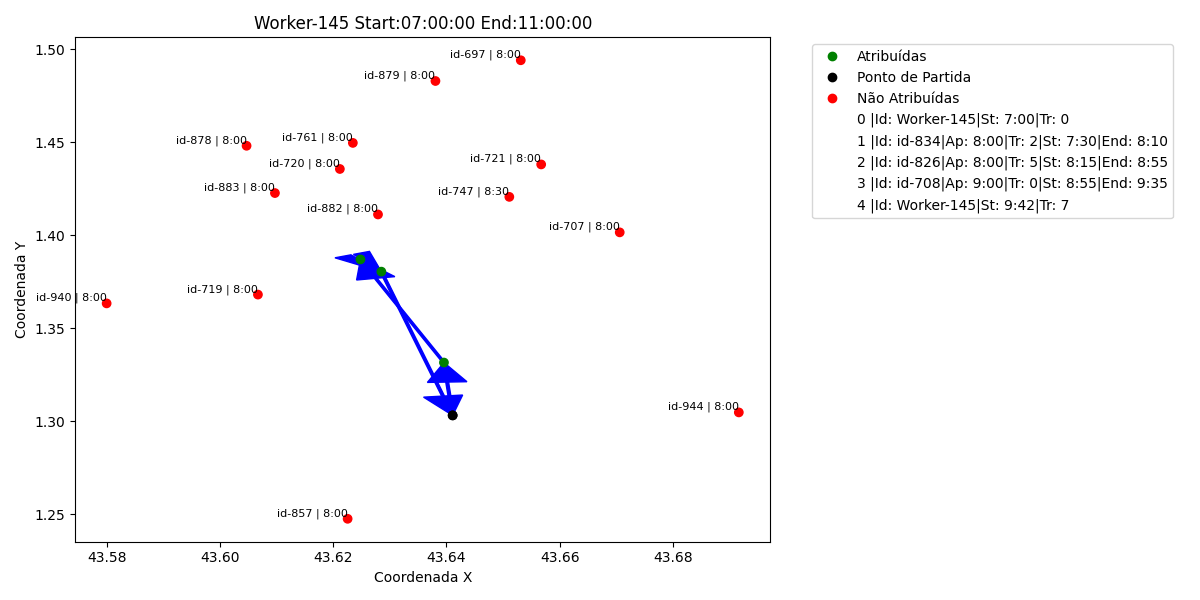 Worker-145 Start:07:00:00 End:11:00:00
1.50
1.45
1.40
1.35
1.30
1.25
Coordenada Y
id-697 | 8:00
id-879 | 8:00
id-761 | 8:00
id-878 | 8:00
id-720 | 8:00
id-721 | 8:00
id-883 | 8:00
id-747 | 8:30
id-882 | 8:00
id-707 | 8:00
id-719 | 8:00
id-940 | 8:00
id-944 | 8:00
id-857 | 8:00
43.58 43.60 43.62 43.64 43.66 43.68
Coordenada X
Atribuídas
Ponto de Partida
Não Atribuídas
0 |Id: Worker-145|St: 7:00|Tr: 0
1 |Id: id-834|Ap: 8:00|Tr: 2|St: 7:30|End: 8:10
2 |Id: id-826|Ap: 8:00|Tr: 5|St: 8:15|End: 8:55
3 |Id: id-708|Ap: 9:00|Tr: 0|St: 8:55|End: 9:35
4 |Id: Worker-145|St: 9:42|Tr: 7